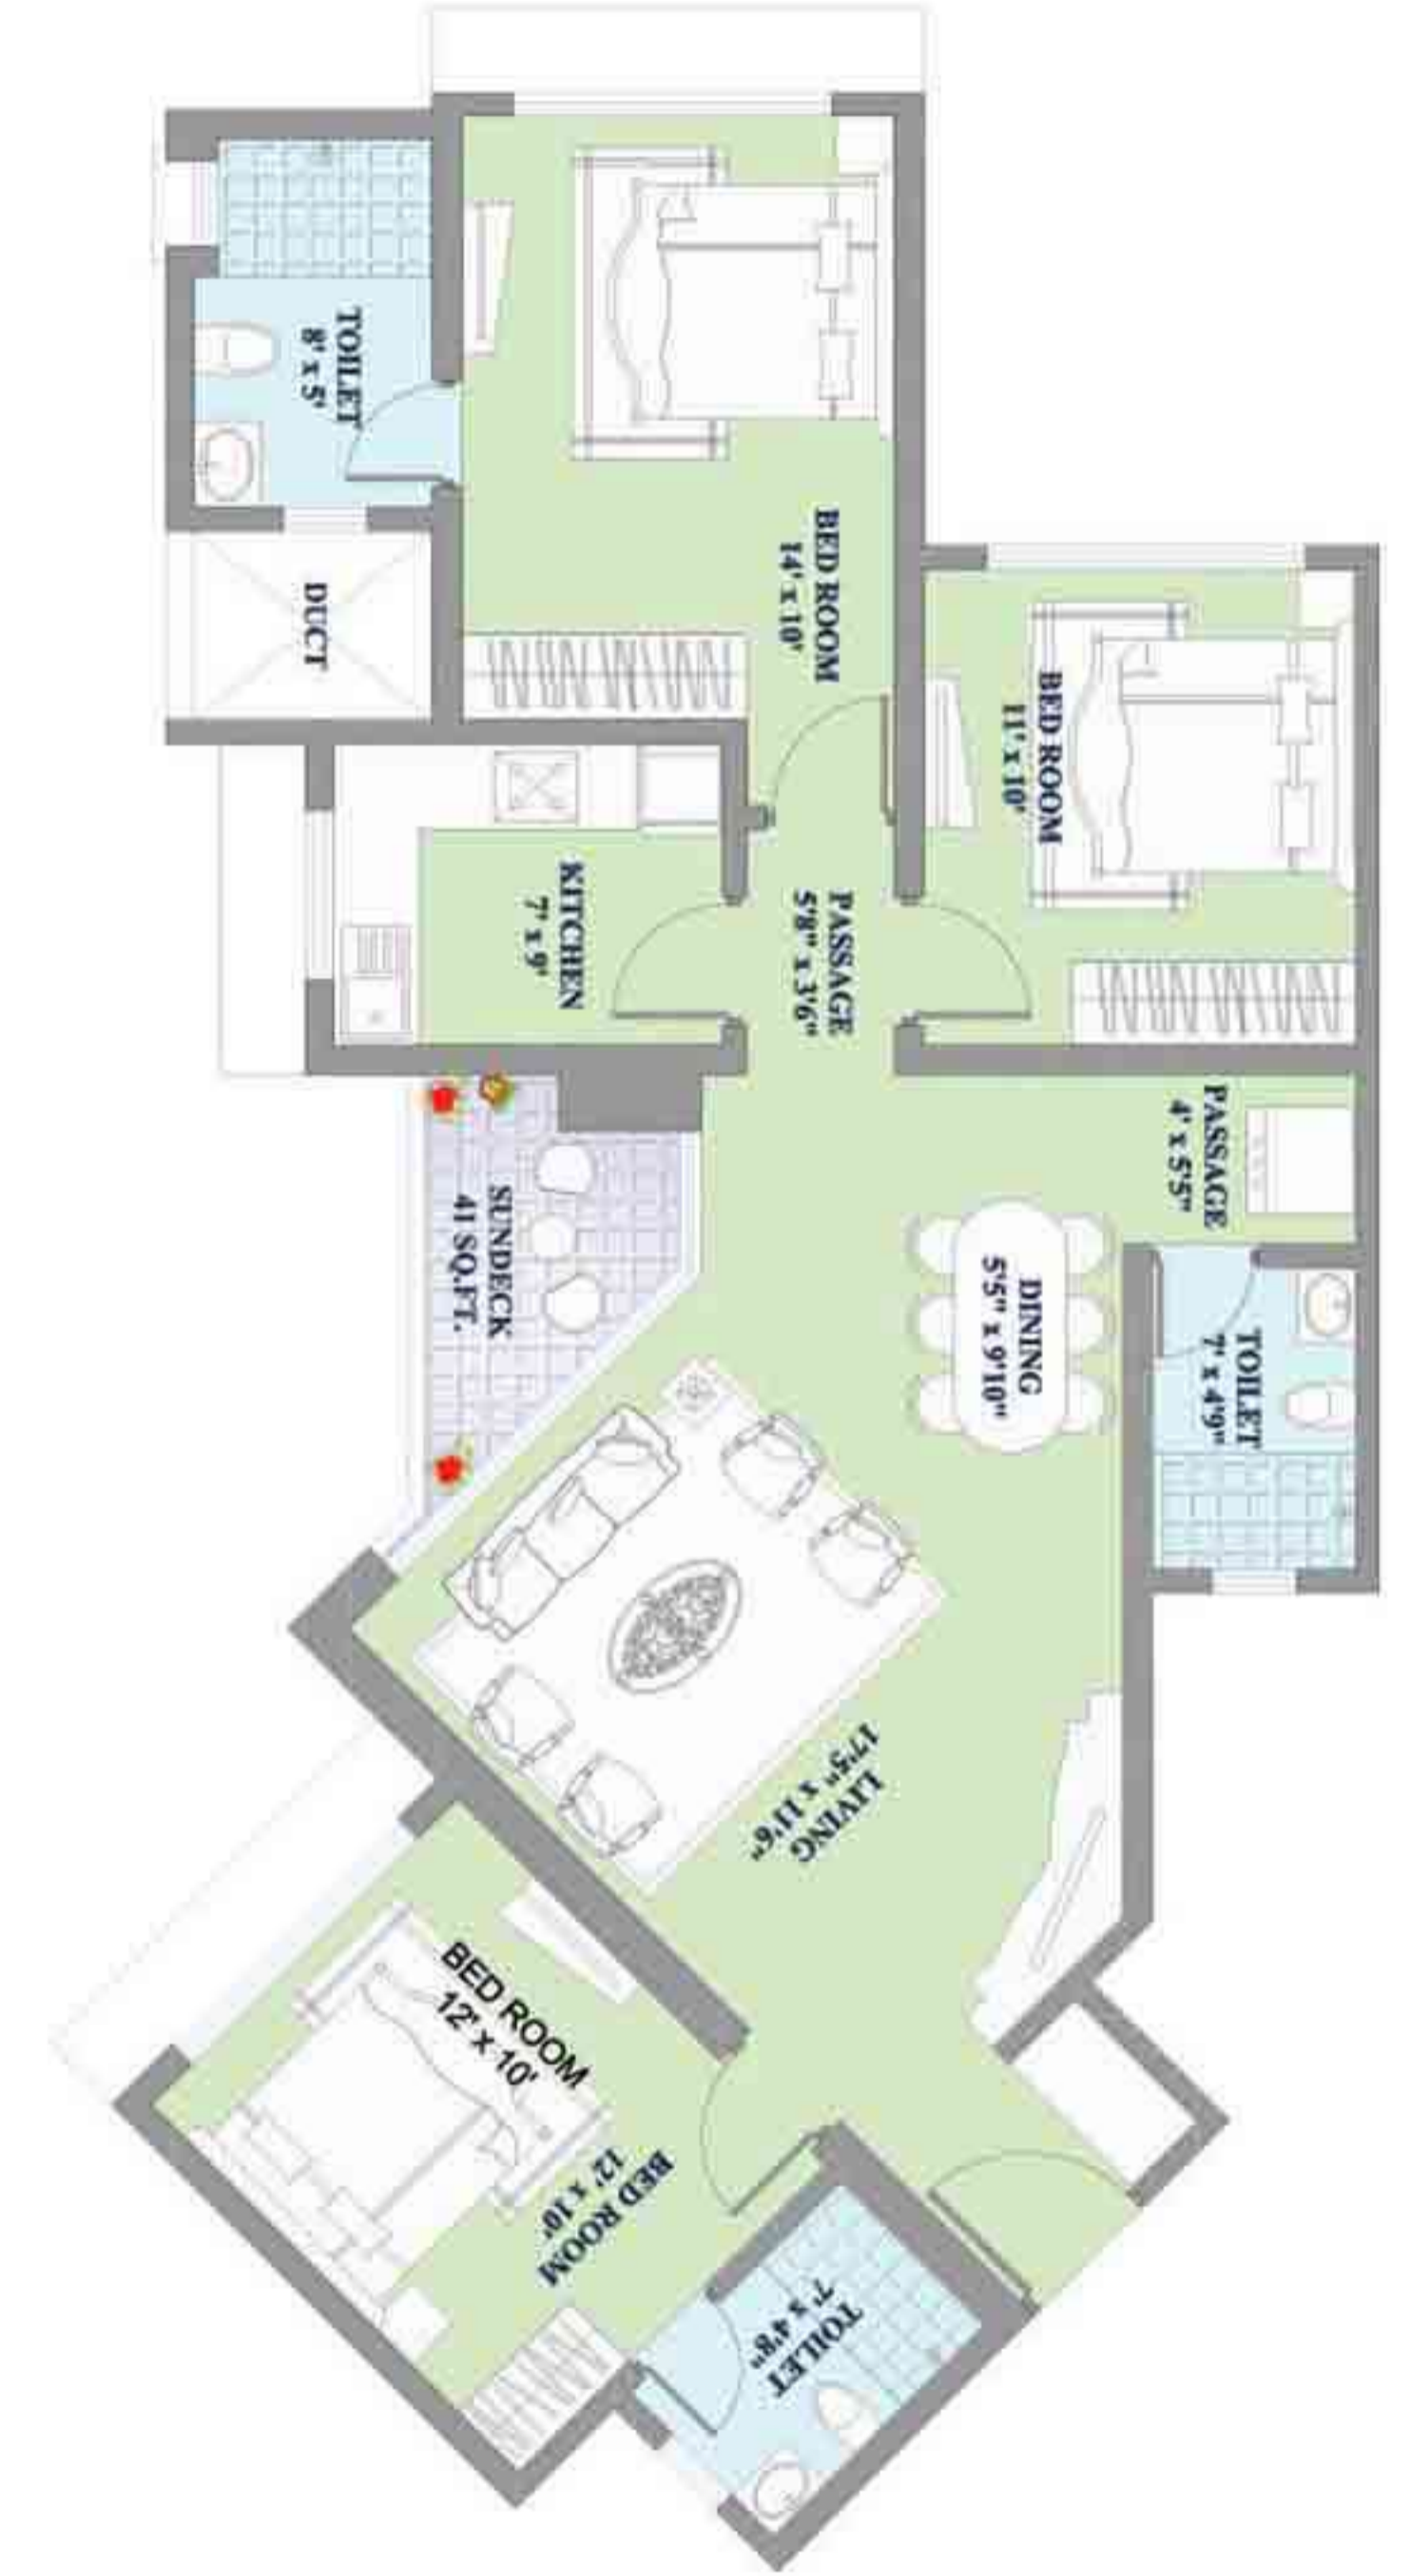 TOILET
8' x 5'
DUCT
BED ROOM
14' x 10'
BED ROOM
11' x 10'
KITCHEN
7' x 9'
PASSAGE
5'8" x 3'6"
PASSAGE
4' x 5'5"
SUNDECK
41 SQ.FT.
DINING
5'5" x 9'10"
TOILET
7' x 4'9"
LIVING
17'5" x 11'6"
BED ROOM
12' x 10'
BED ROOM
12' x 10'
TOILET
7' x 4'8"